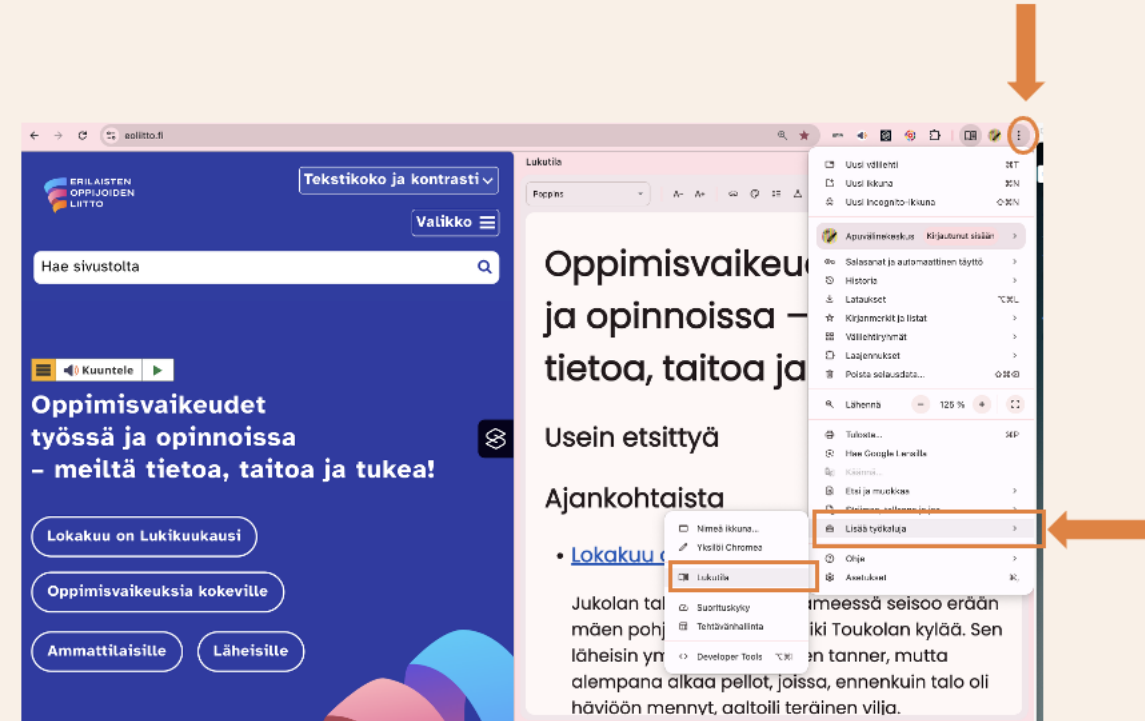 eoliitto.fi
ERILAISTEN
OPPIJOIDEN
LIITTO
Tekstikoko ja kontrasti
Valikko
Hae sivustolta
Kuuntele
Oppimisvaikeudet
työssä ja opinnoissa
– meiltä tietoa, taitoa ja tukea!
Lokakuu on Lukikuukausi
Oppimisvaikeuksia kokeville
Ammattilaisille
Läheisille
Lukutila
Poppins
A- A+
Oppimisvaikeu
ja opinnoissa –
tietoa, taitoa ja
Usein etsittyä
Ajankohtaista
• Lokakuu
Jukolan tal ameessä seisoo erään
mäen pohj iki Toukolan kylää. Sen
läheisin ym en tanner, mutta
alempana alkaa pellot, joissa, ennenkuin talo oli
häviöön mennyt, aaltoili teräinen vilja.
Uusi välilehti ⌘T
Uusi ikkuna ⌘N
Uusi incognito-ikkuna ⇧⌘N
Apuvälinekeskus Kirjautunut sisään
Salasanat ja automaattinen täyttö
Historia
Lataukset ⌥⌘L
Kirjanmerkit ja listat
Välilehtiryhmät
Laajennukset
Poista selausdata... ⇧⌘⌫
Lähennä − 125 % +
Tulosta... ⌘P
Hae Google Lensillä
Käännä...
Etsi ja muokkaa
Lisää työkaluja
Ohje
Asetukset ⌘,
Nimeä ikkuna...
Yksilöi Chromea
Lukutila
Suorituskyky
Tehtävänhallinta
Developer Tools ⌥⌘I